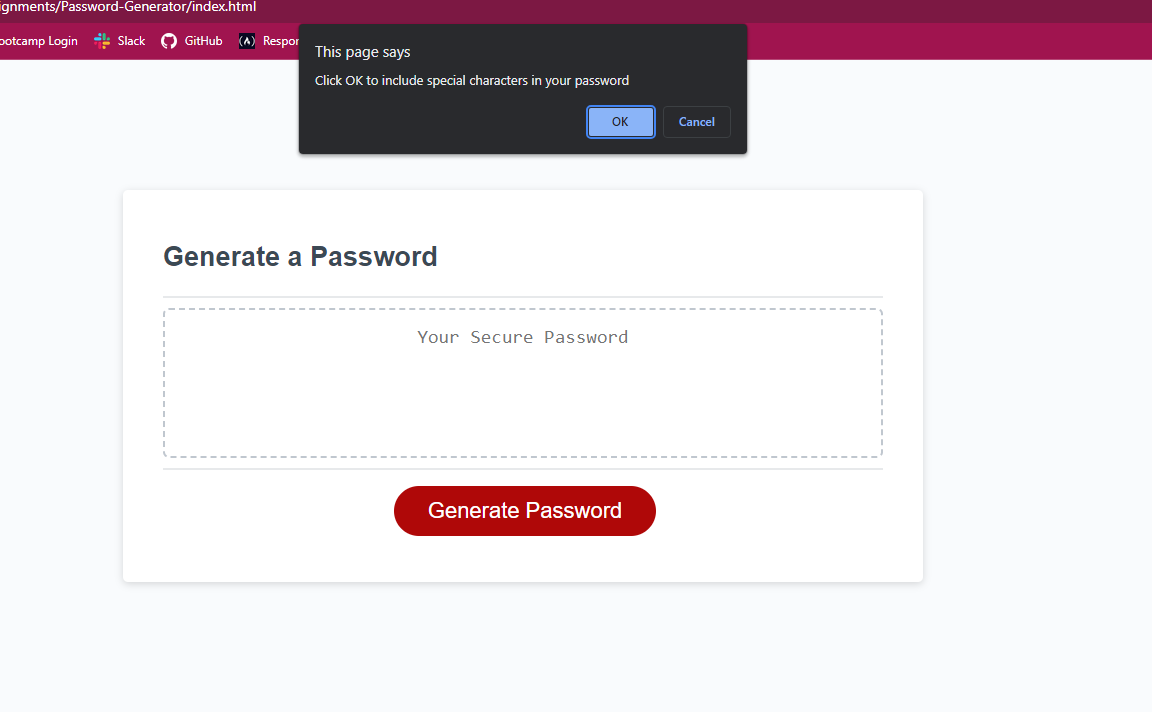 ignments/Password-Generator/index.html
ootcamp Login Slack GitHub Respon
This page says
Click OK to include special characters in your password
OK Cancel
Generate a Password
Your Secure Password
Generate Password